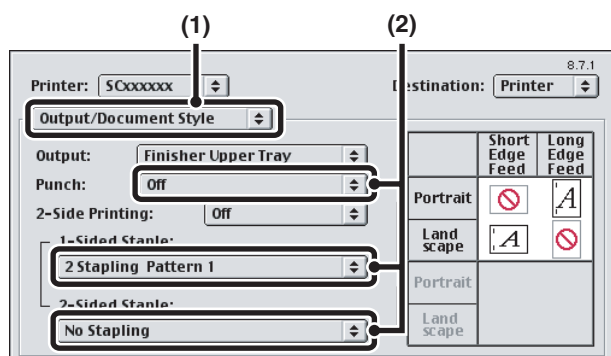 (1) (2)
8.7.1
Printer: SCxxxxxx Destination: Printer
Output/Document Style
Output: Finisher Upper Tray
Punch: Off
2-Side Printing: Off
1-Sided Staple:
2 Stapling Pattern 1
2-Sided Staple:
No Stapling
Short Edge Feed
Long Edge Feed
Portrait A
Land scape A
Portrait
Land scape